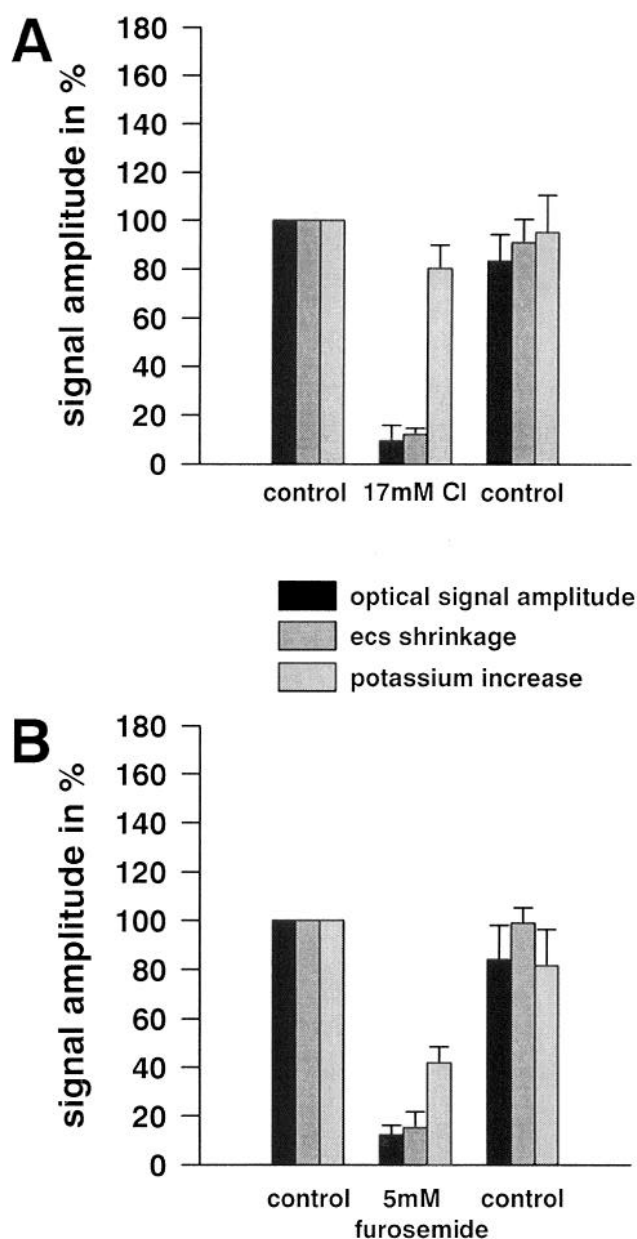 A
signal amplitude in %
180
160
140
120
100
80
60
40
20
0
control 17mM Cl control
optical signal amplitude
ecs shrinkage
potassium increase
B
signal amplitude in %
180
160
140
120
100
80
60
40
20
0
control 5mM control
furosemide